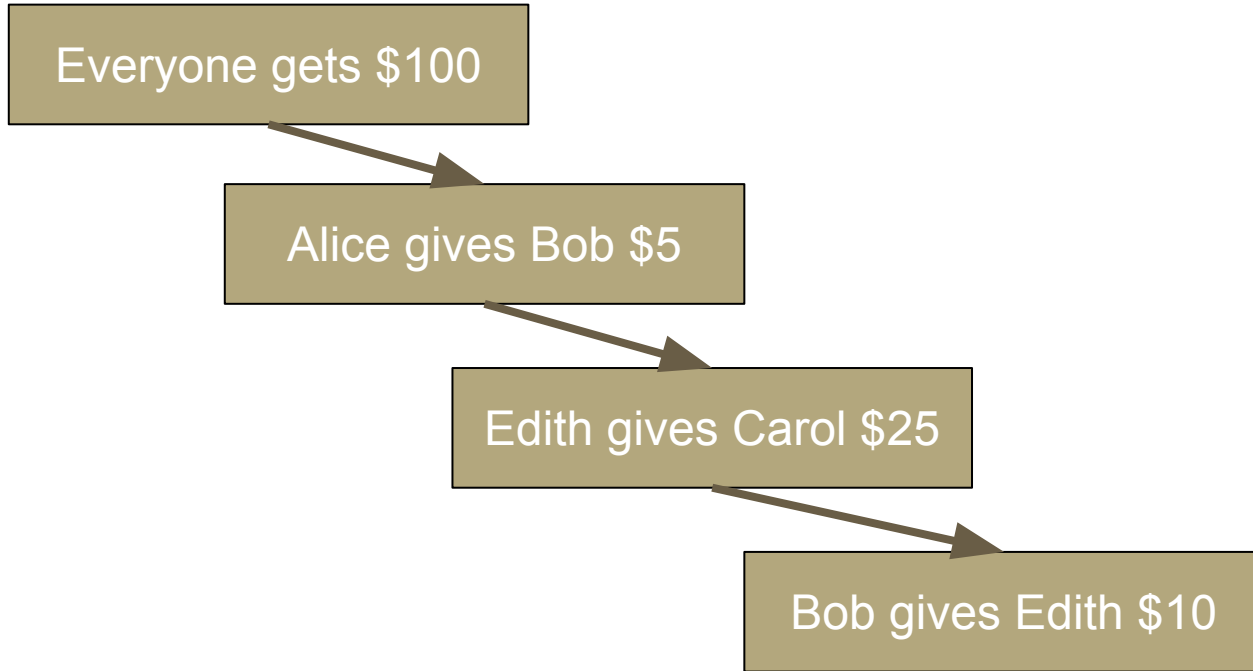 Everyone gets $100
Alice gives Bob $5
Edith gives Carol $25
Bob gives Edith $10